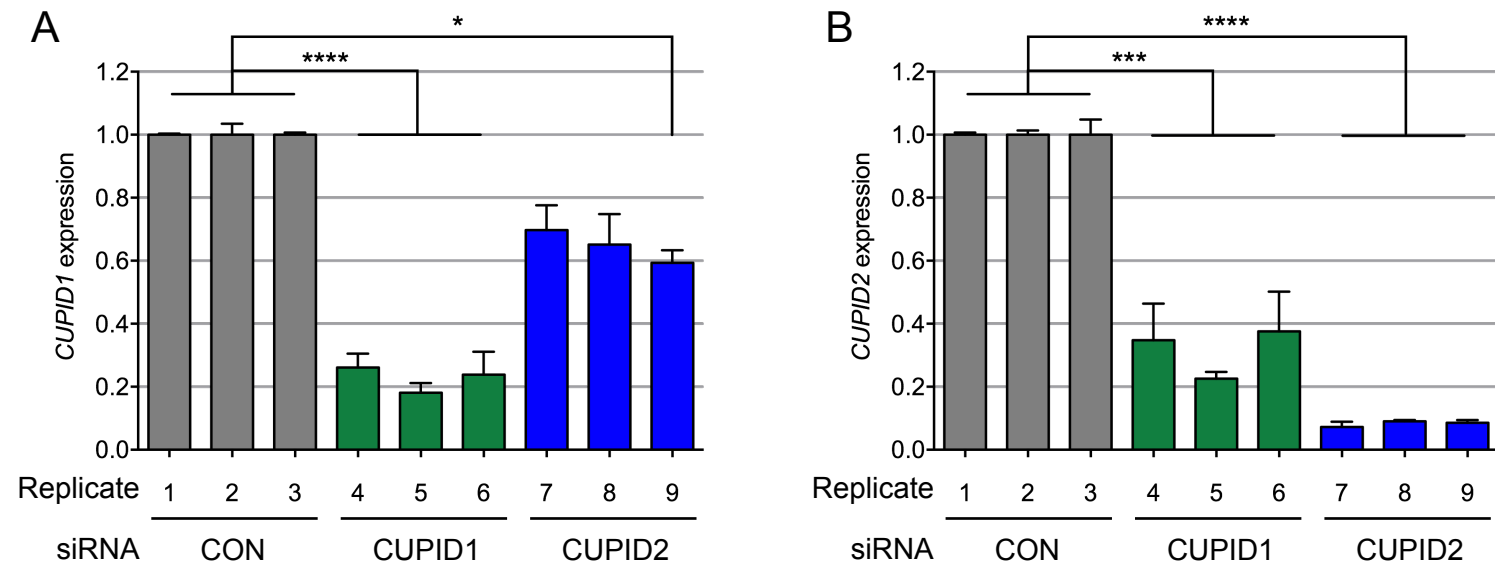 A
*
****
1.2
1.0
0.8
0.6
0.4
0.2
0.0
CUPID1 expression
Replicate 1 2 3 4 5 6 7 8 9
siRNA CON CUPID1 CUPID2
B
****
***
1.2
1.0
0.8
0.6
0.4
0.2
0.0
CUPID2 expression
Replicate 1 2 3 4 5 6 7 8 9
siRNA CON CUPID1 CUPID2